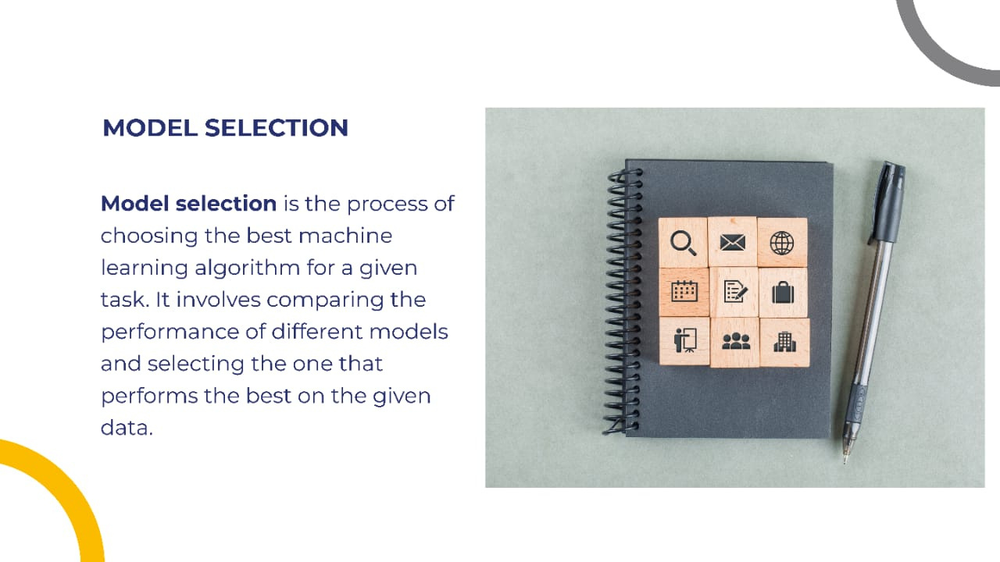 MODEL SELECTION
Model selection is the process of
choosing the best machine
learning algorithm for a given
task. It involves comparing the
performance of different models
and selecting the one that
performs the best on the given
data.